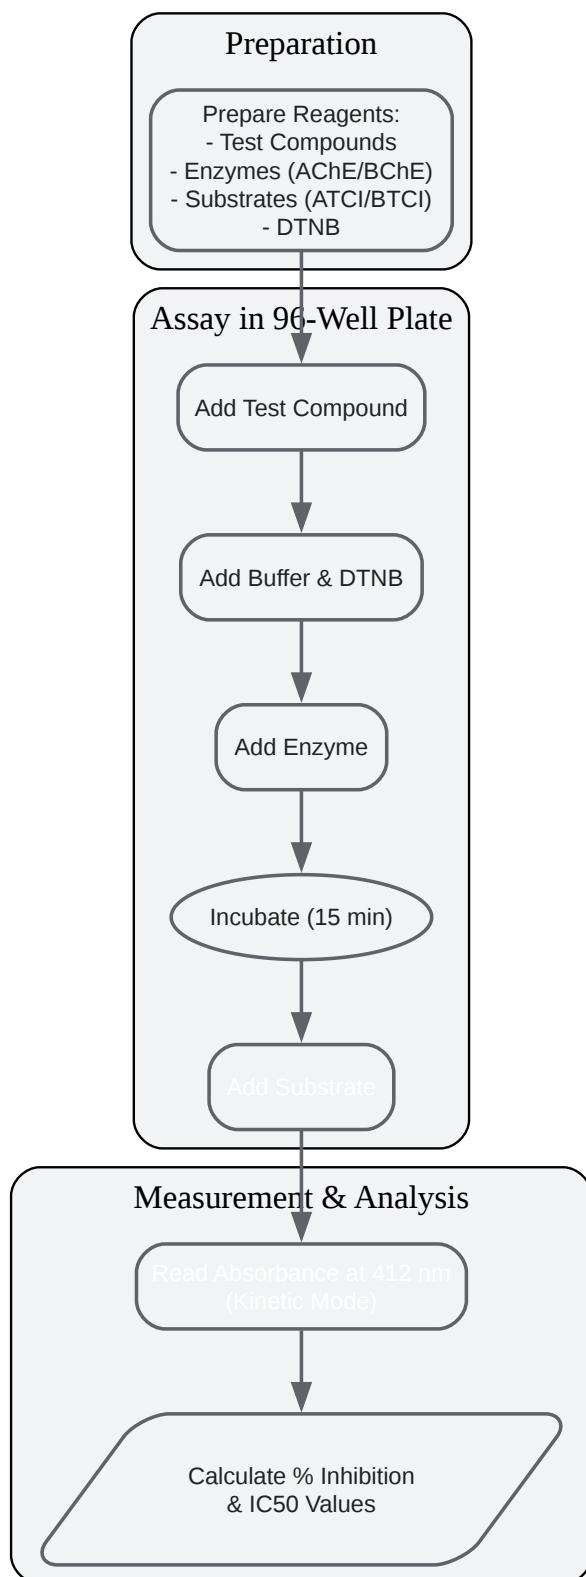 Preparation
Prepare Reagents:
- Test Compounds
- Enzymes (AChE/BChE)
- Substrates (ATCI/BTCI)
- DTNB
Assay in 96-Well Plate
Add Test Compound
Add Buffer & DTNB
Add Enzyme
Incubate (15 min)
Add Substrate
Measurement & Analysis
Read Absorbance at 412 nm
(Kinetic Mode)
Calculate % Inhibition
& IC50 Values